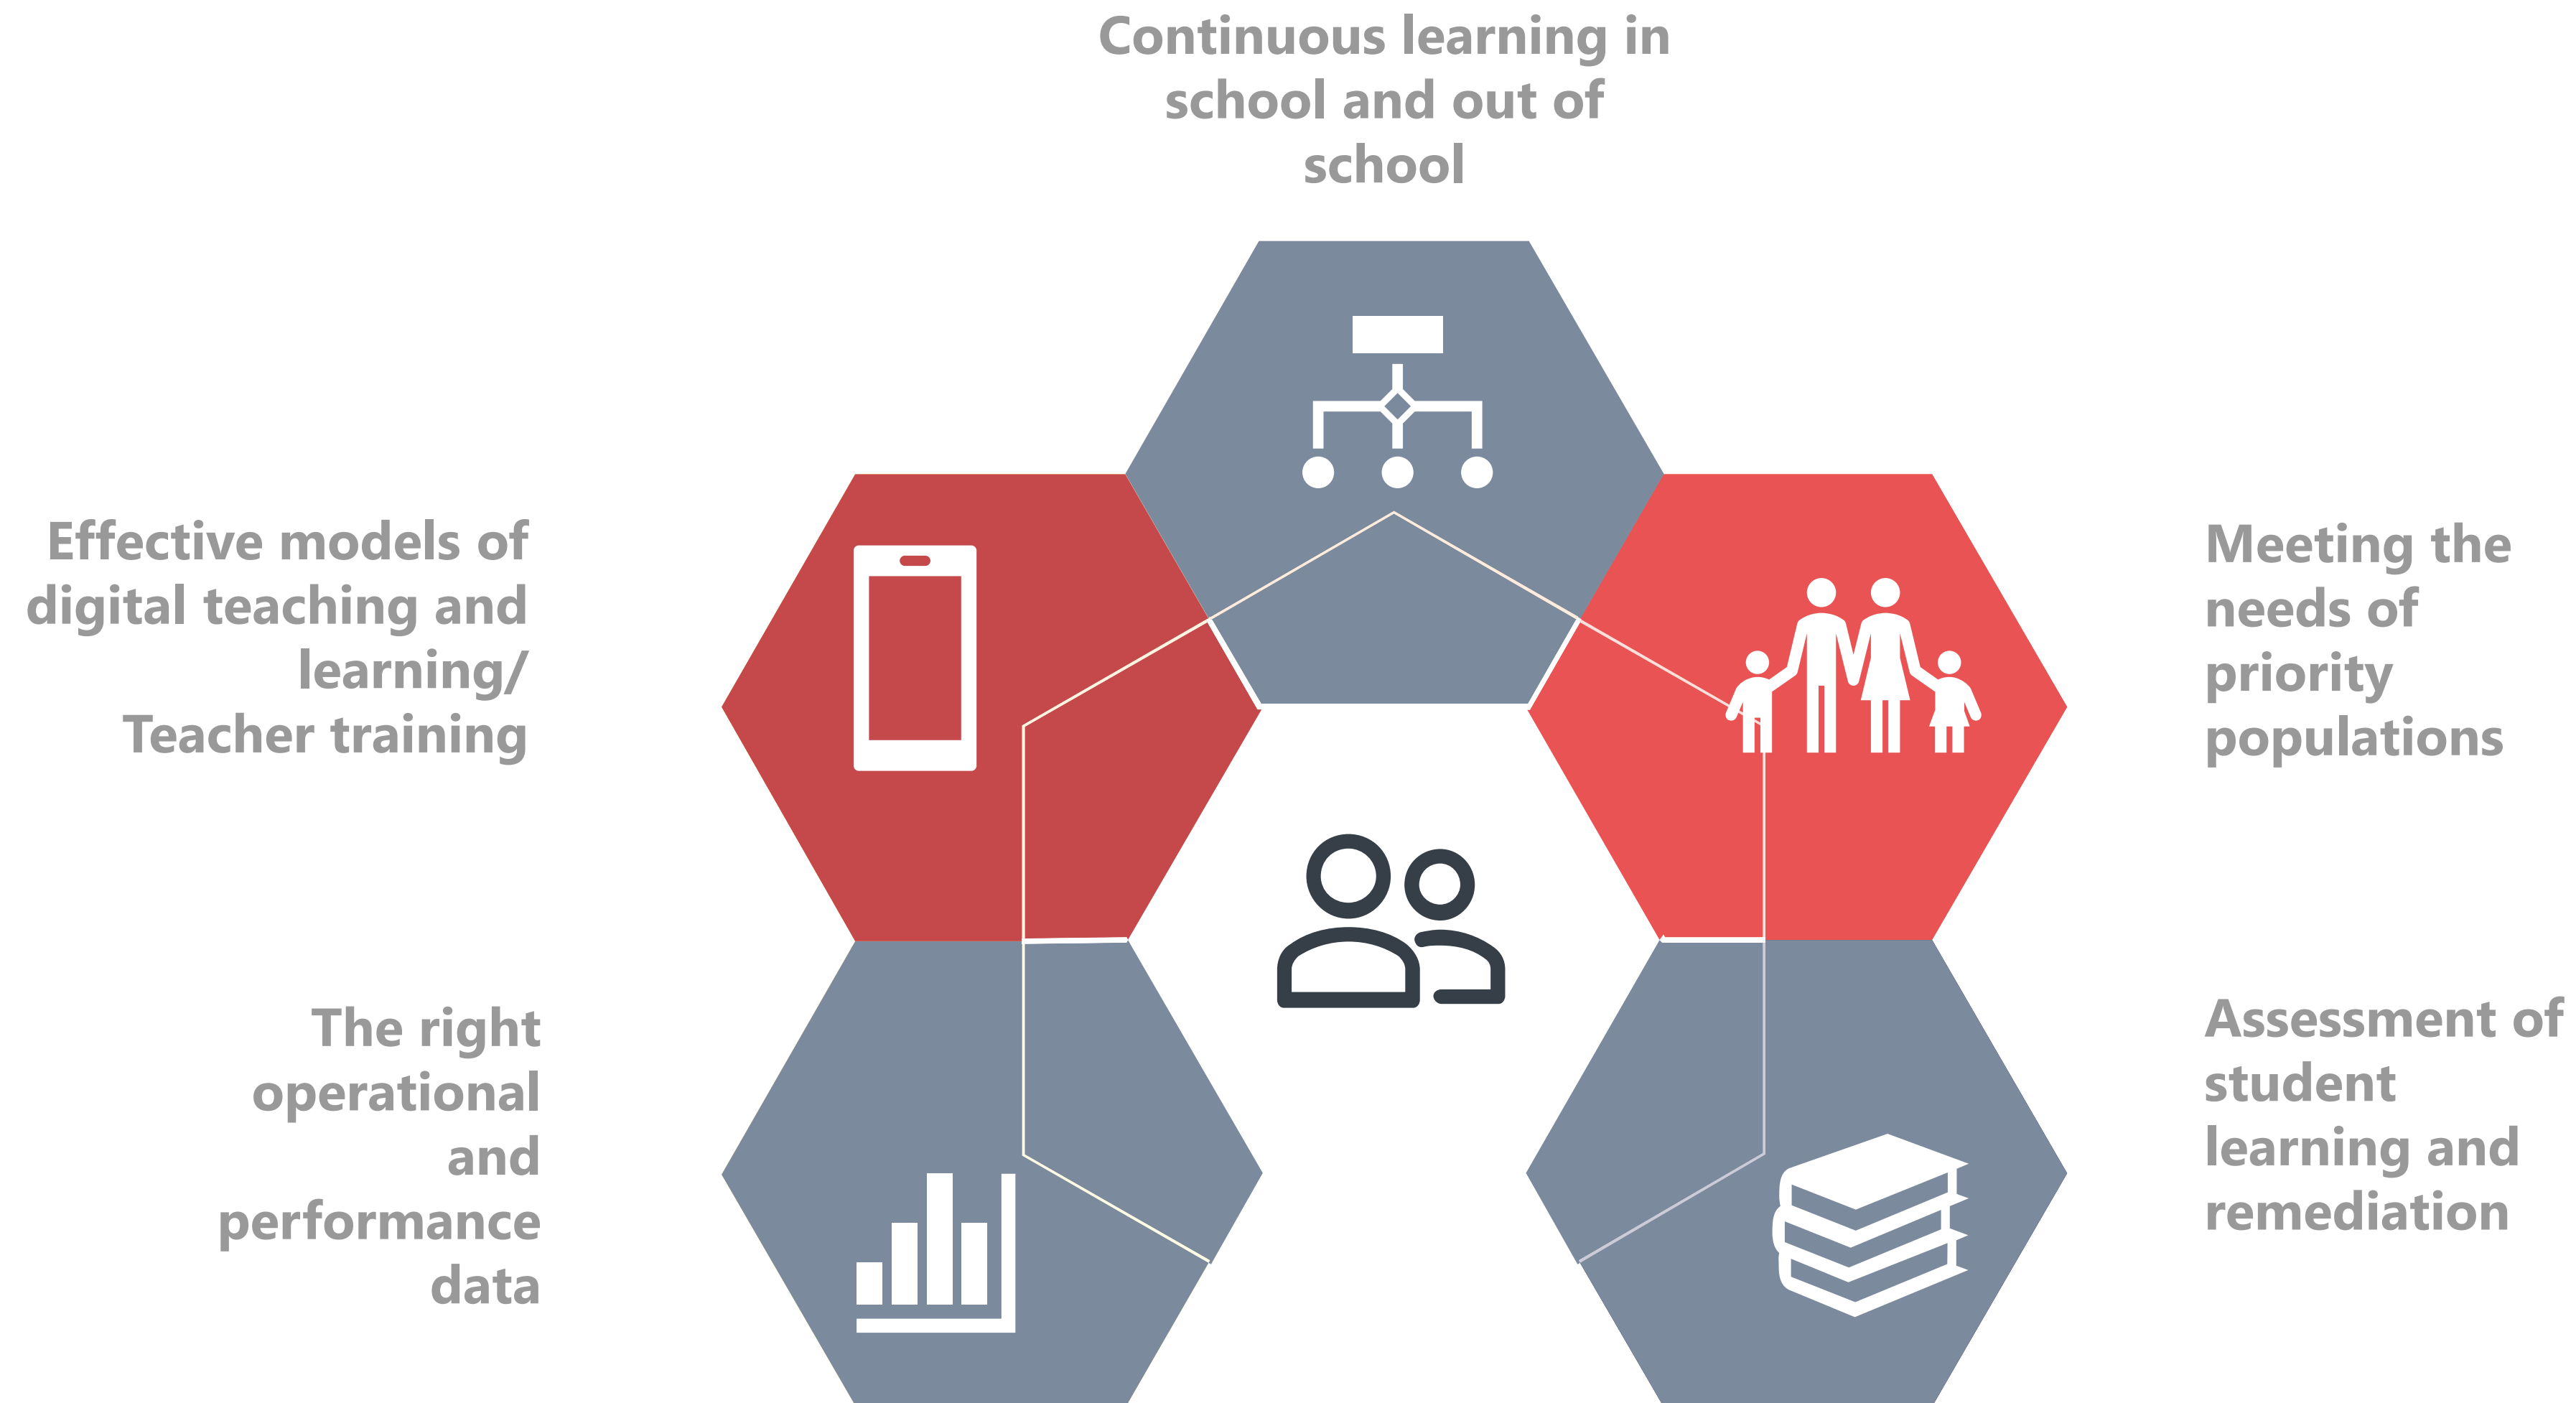 Continuous learning in
school and out of
school
Effective models of
digital teaching and
learning/
Teacher training
Meeting the
needs of
priority
populations
The right
operational
and
performance
data
Assessment of
student
learning and
remediation